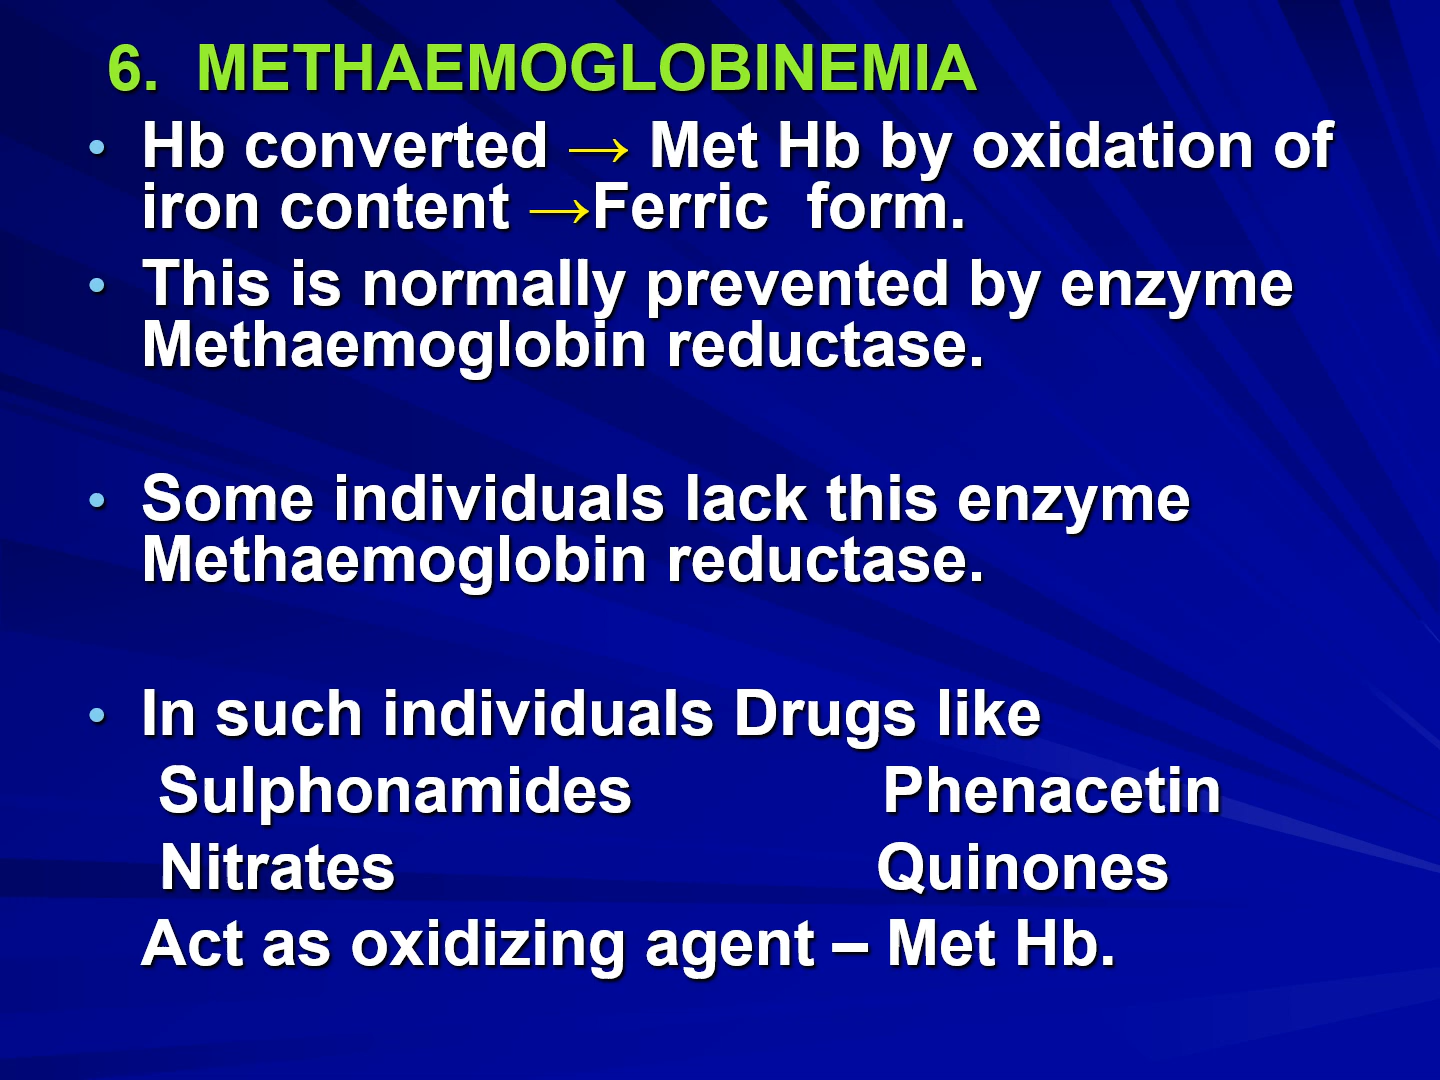 6. METHAEMOGLOBINEMIA
• Hb converted → Met Hb by oxidation of
iron content →Ferric form.
• This is normally prevented by enzyme
Methaemoglobin reductase.
• Some individuals lack this enzyme
Methaemoglobin reductase.
• In such individuals Drugs like
Sulphonamides Phenacetin
Nitrates Quinones
Act as oxidizing agent – Met Hb.